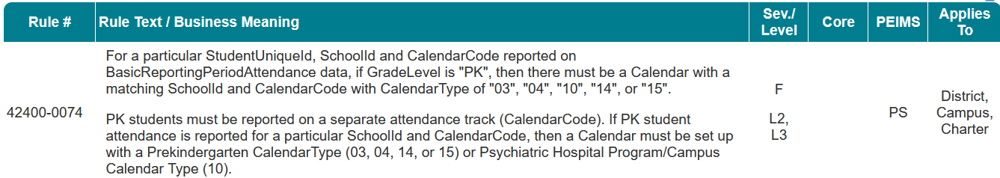 Rule # Rule Text / Business Meaning Sev./ Level Core PEIMS Applies To
42400-0074
For a particular StudentUniqueId, SchoolId and CalendarCode reported on
BasicReportingPeriodAttendance data, if GradeLevel is "PK", then there must be a Calendar with a
matching SchoolId and CalendarCode with CalendarType of "03", "04", "10", "14", or "15".
PK students must be reported on a separate attendance track (CalendarCode). If PK student
attendance is reported for a particular SchoolId and CalendarCode, then a Calendar must be set up
with a Prekindergarten CalendarType (03, 04, 14, or 15) or Psychiatric Hospital Program/Campus
Calendar Type (10).
F
L2,
L3
PS
District,
Campus,
Charter